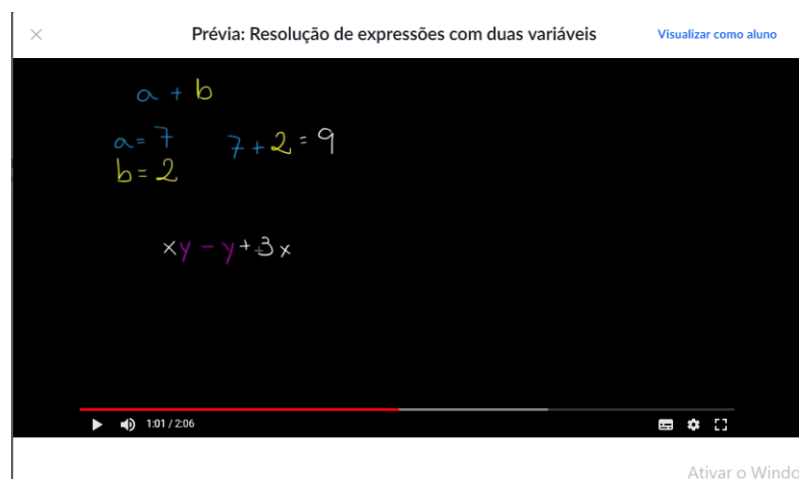 × Prévia: Resolução de expressões com duas variáveis Visualizar como aluno
a + b
a = 7 7 + 2 = 9
b = 2
xy - y + 3x
1:01 / 2:06
Ativar o Windo